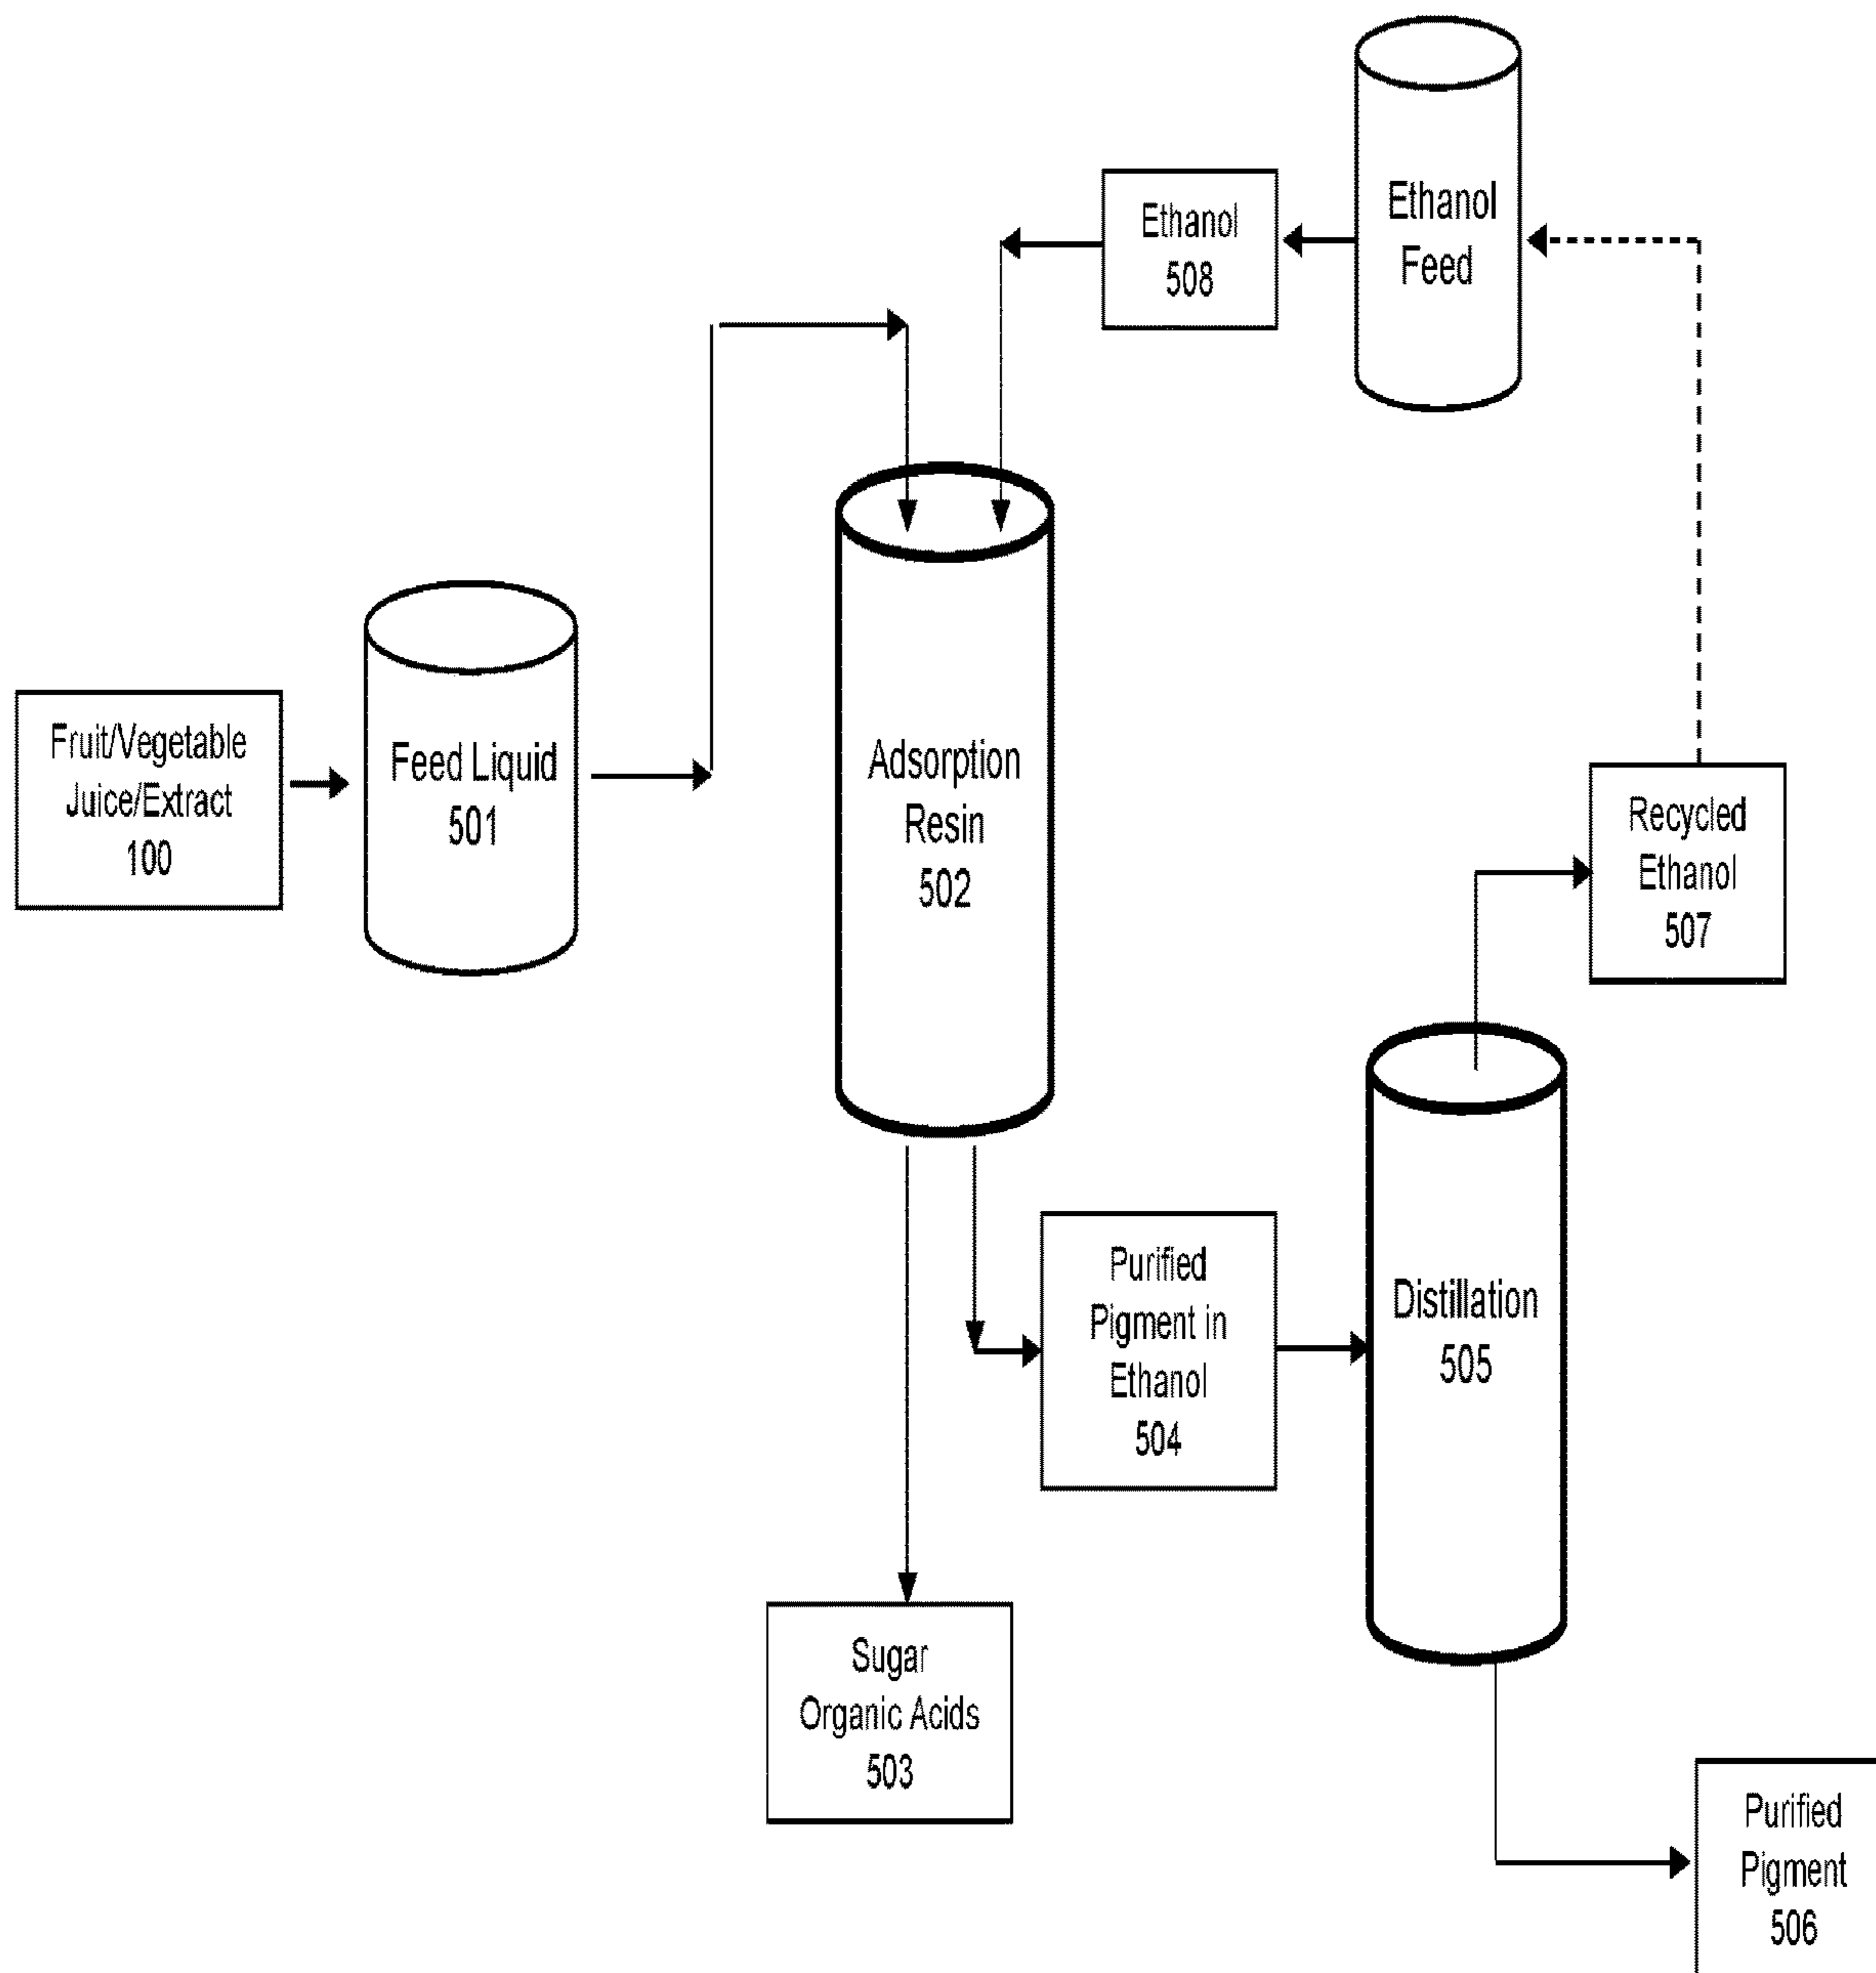 Ethanol
Feed
Ethanol
508
Fruit/Vegetable
Juice/Extract
100
Feed Liquid
501
Adsorption
Resin
502
Recycled
Ethanol
507
Purified
Pigment in
Ethanol
504
Distillation
505
Sugar
Organic Acids
503
Purified
Pigment
506